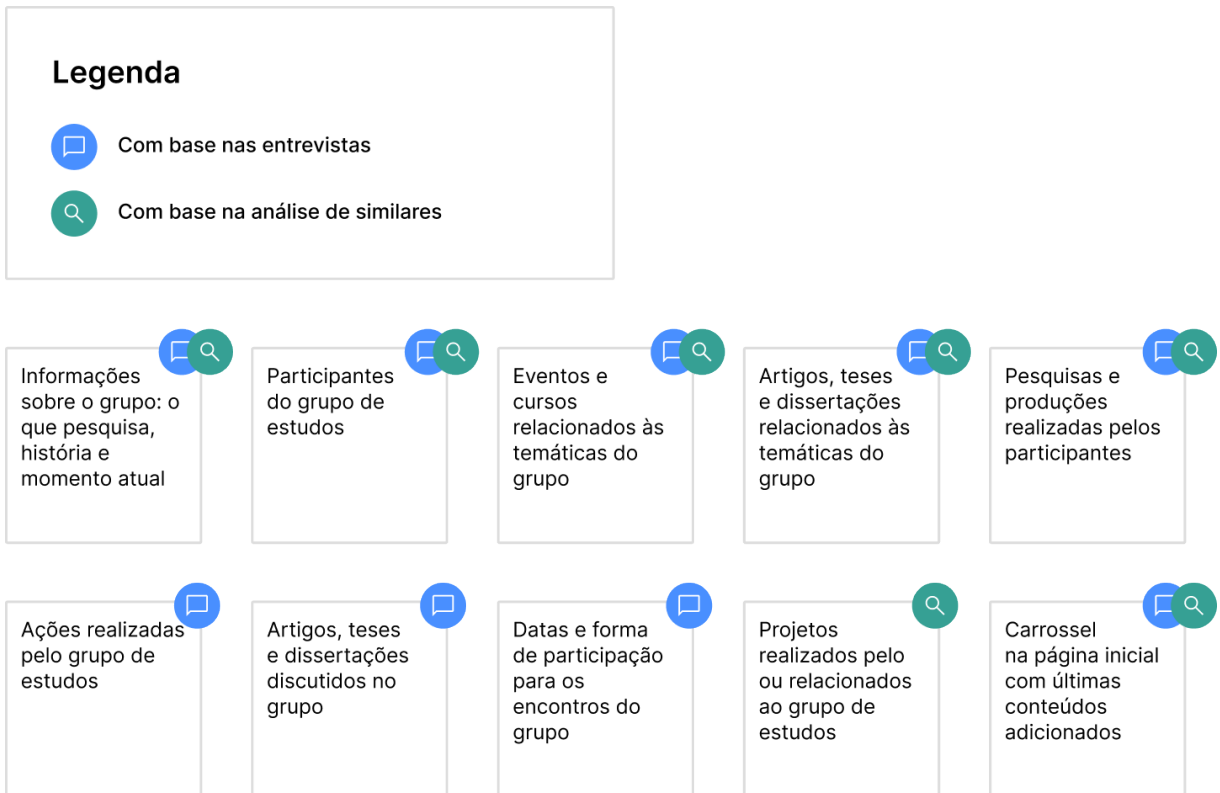 Legenda
Com base nas entrevistas
Com base na análise de similares
Informações
sobre o grupo: o
que pesquisa,
história e
momento atual
Participantes
do grupo de
estudos
Eventos e
cursos
relacionados às
temáticas do
grupo
Artigos, teses
e dissertações
relacionados às
temáticas do
grupo
Pesquisas e
produções
realizadas pelos
participantes
Ações realizadas
pelo grupo de
estudos
Artigos, teses
e dissertações
discutidos no
grupo
Datas e forma
de participação
para os
encontros do
grupo
Projetos
realizados pelo
ou relacionados
ao grupo de
estudos
Carrossel
na página inicial
com últimas
conteúdos
adicionados